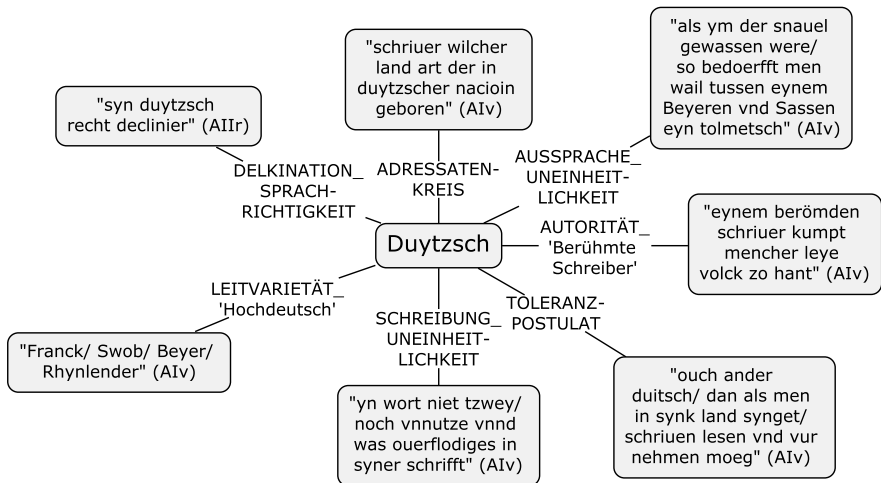 "als ym der snauel
gewassen were/
so bedoerfft men
wail tussen eynem
Beyeren vnd Sassen
eyn tolmetsch" (AIv)
"schriuer wilcher
land art der in
duytzscher nacioin
geboren" (AIv)
"syn duytzsch
recht declinier" (AIIr)
DELKINATION_
SPRACH-
RICHTIGKEIT
ADRESSATEN-
KREIS
AUSSPRACHE_
UNEINHEIT-
LICHKEIT
Duytzsch
AUTORITÄT_
'Berühmte
Schreiber'
"eynem berömden
schriuer kumpt
mencher leye
volck zo hant" (AIv)
LEITVARIETÄT_
'Hochdeutsch'
SCHREIBUNG_
UNEINHEIT-
LICHKEIT
TOLERANZ-
POSTULAT
"Franck/ Swob/ Beyer/
Rhynlender" (AIv)
"yn wort niet tzwey/
noch vnnutze vnnd
was ouerflodiges in
syner schrifft" (AIv)
"ouch ander
duitsch/ dan als men
in synk land synget/
schriuen lesen vnd vur
nehmen moeg" (AIv)